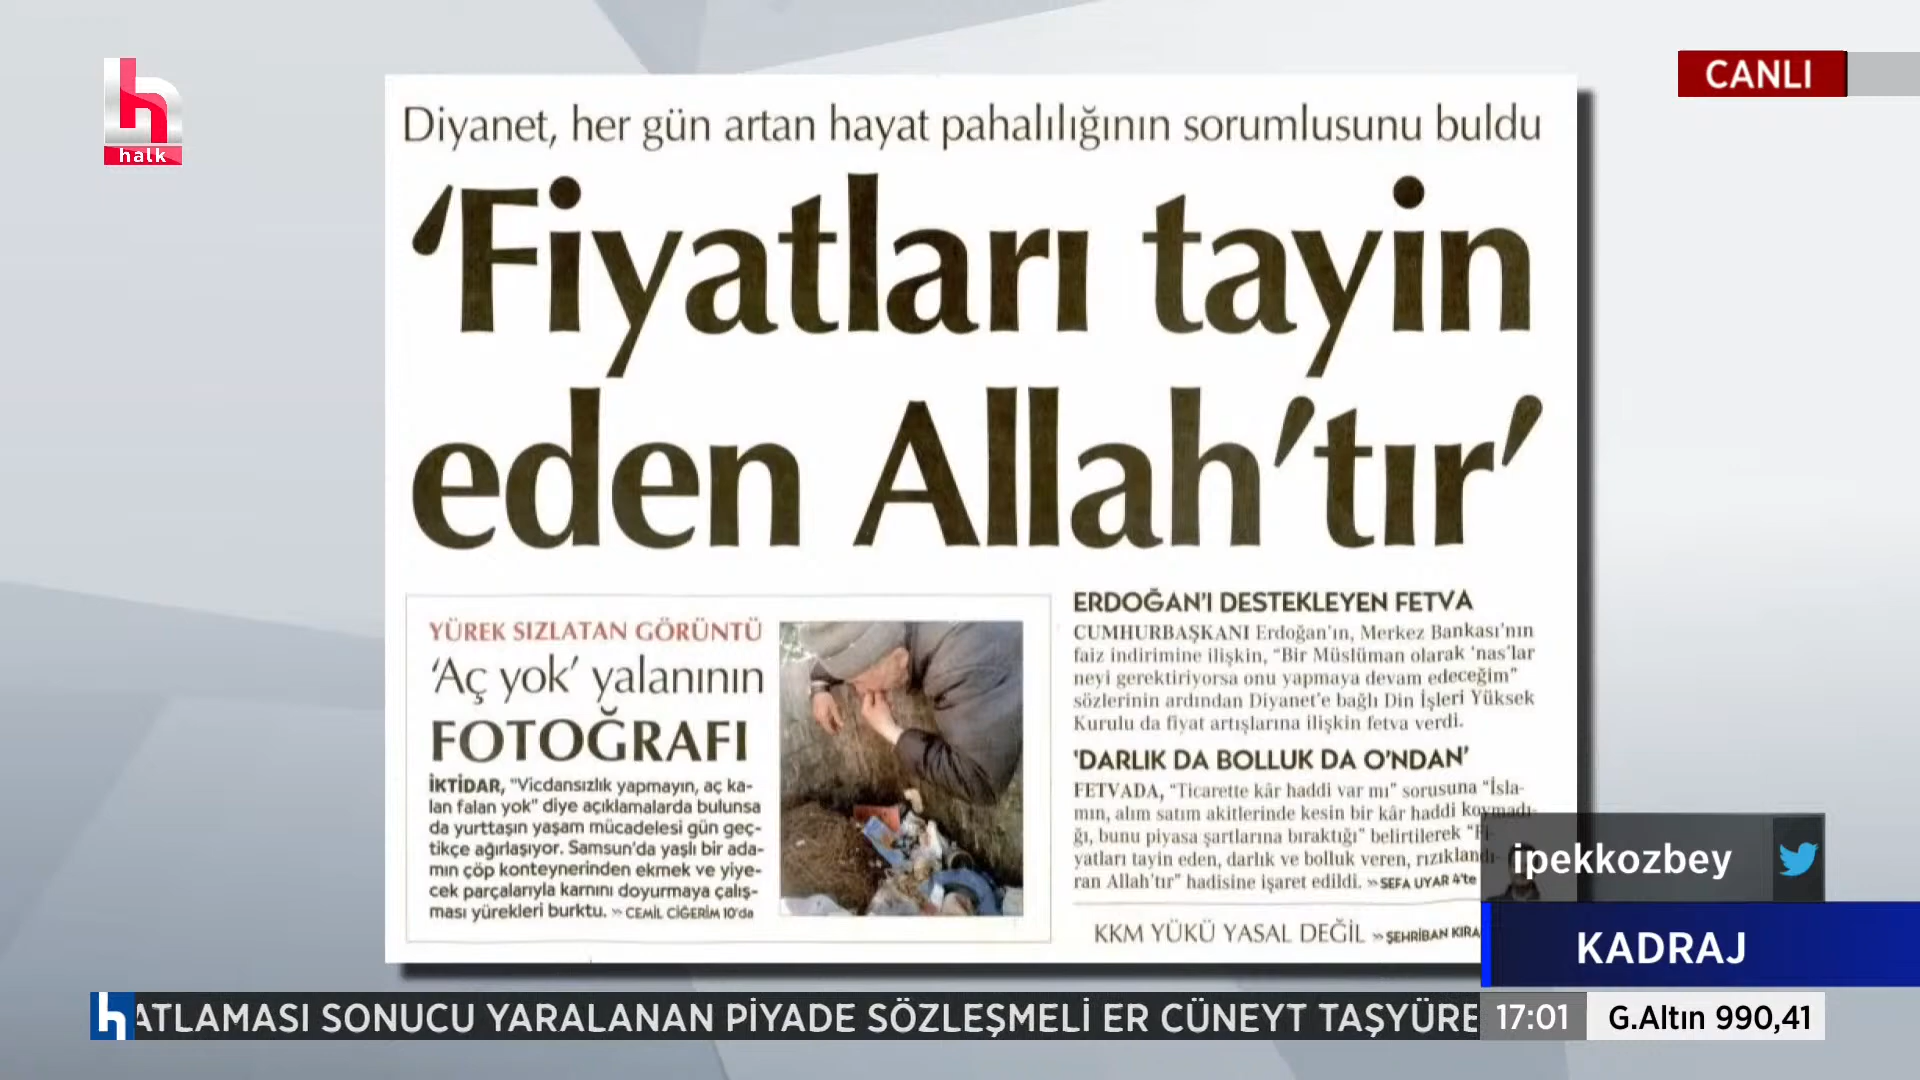 halk
CANLI
Diyanet, her gün artan hayat pahalılığının sorumlusunu buldu
‘Fiyatları tayin
eden Allah’tır’
YÜREK SIZLATAN GÖRÜNTÜ
‘Aç yok’ yalanının
FOTOĞRAFI
İKTİDAR, "Vicdansızlık yapmayın, aç ka-
lan falan yok" diye açıklamalarda bulunsa
da yurttaşın yaşam mücadelesi gün geç-
tikçe ağırlaşıyor. Samsun'da yaşlı bir ada-
mın çöp konteynerinden ekmek ve yiye-
cek parçalarıyla karnını doyurmaya çalış-
ması yürekleri burktu. » CEMİL CİĞERİM 10'da
ERDOĞAN'I DESTEKLEYEN FETVA
CUMHURBAŞKANI Erdoğan'ın, Merkez Bankası'nın
faiz indirimine ilişkin, "Bir Müslüman olarak 'nas'lar
neyi gerektiriyorsa onu yapmaya devam edeceğim"
sözlerinin ardından Diyanet'e bağlı Din İşleri Yüksek
Kurulu da fiyat artışlarına ilişkin fetva verdi.
'DARLIK DA BOLLUK DA O'NDAN'
FETVADA, "Ticarette kâr haddi var mı" sorusuna "İsla-
mın, alım satım akitlerinde kesin bir kâr haddi koymadı-
ğı, bunu piyasa şartlarına bıraktığı" belirtilerek "Fi-
yatları tayin eden, darlık ve bolluk veren, rızıklandı-
ran Allah'tır" hadisine işaret edildi. » SEFA UYAR 4'te
KKM YÜKÜ YASAL DEĞİL » ŞEHRİBAN KIRA
ipekkozbey
KADRAJ
h ATLAMASI SONUCU YARALANAN PİYADE SÖZLEŞMELİ ER CÜNEYT TAŞYÜRE 17:01 G.Altın 990,41